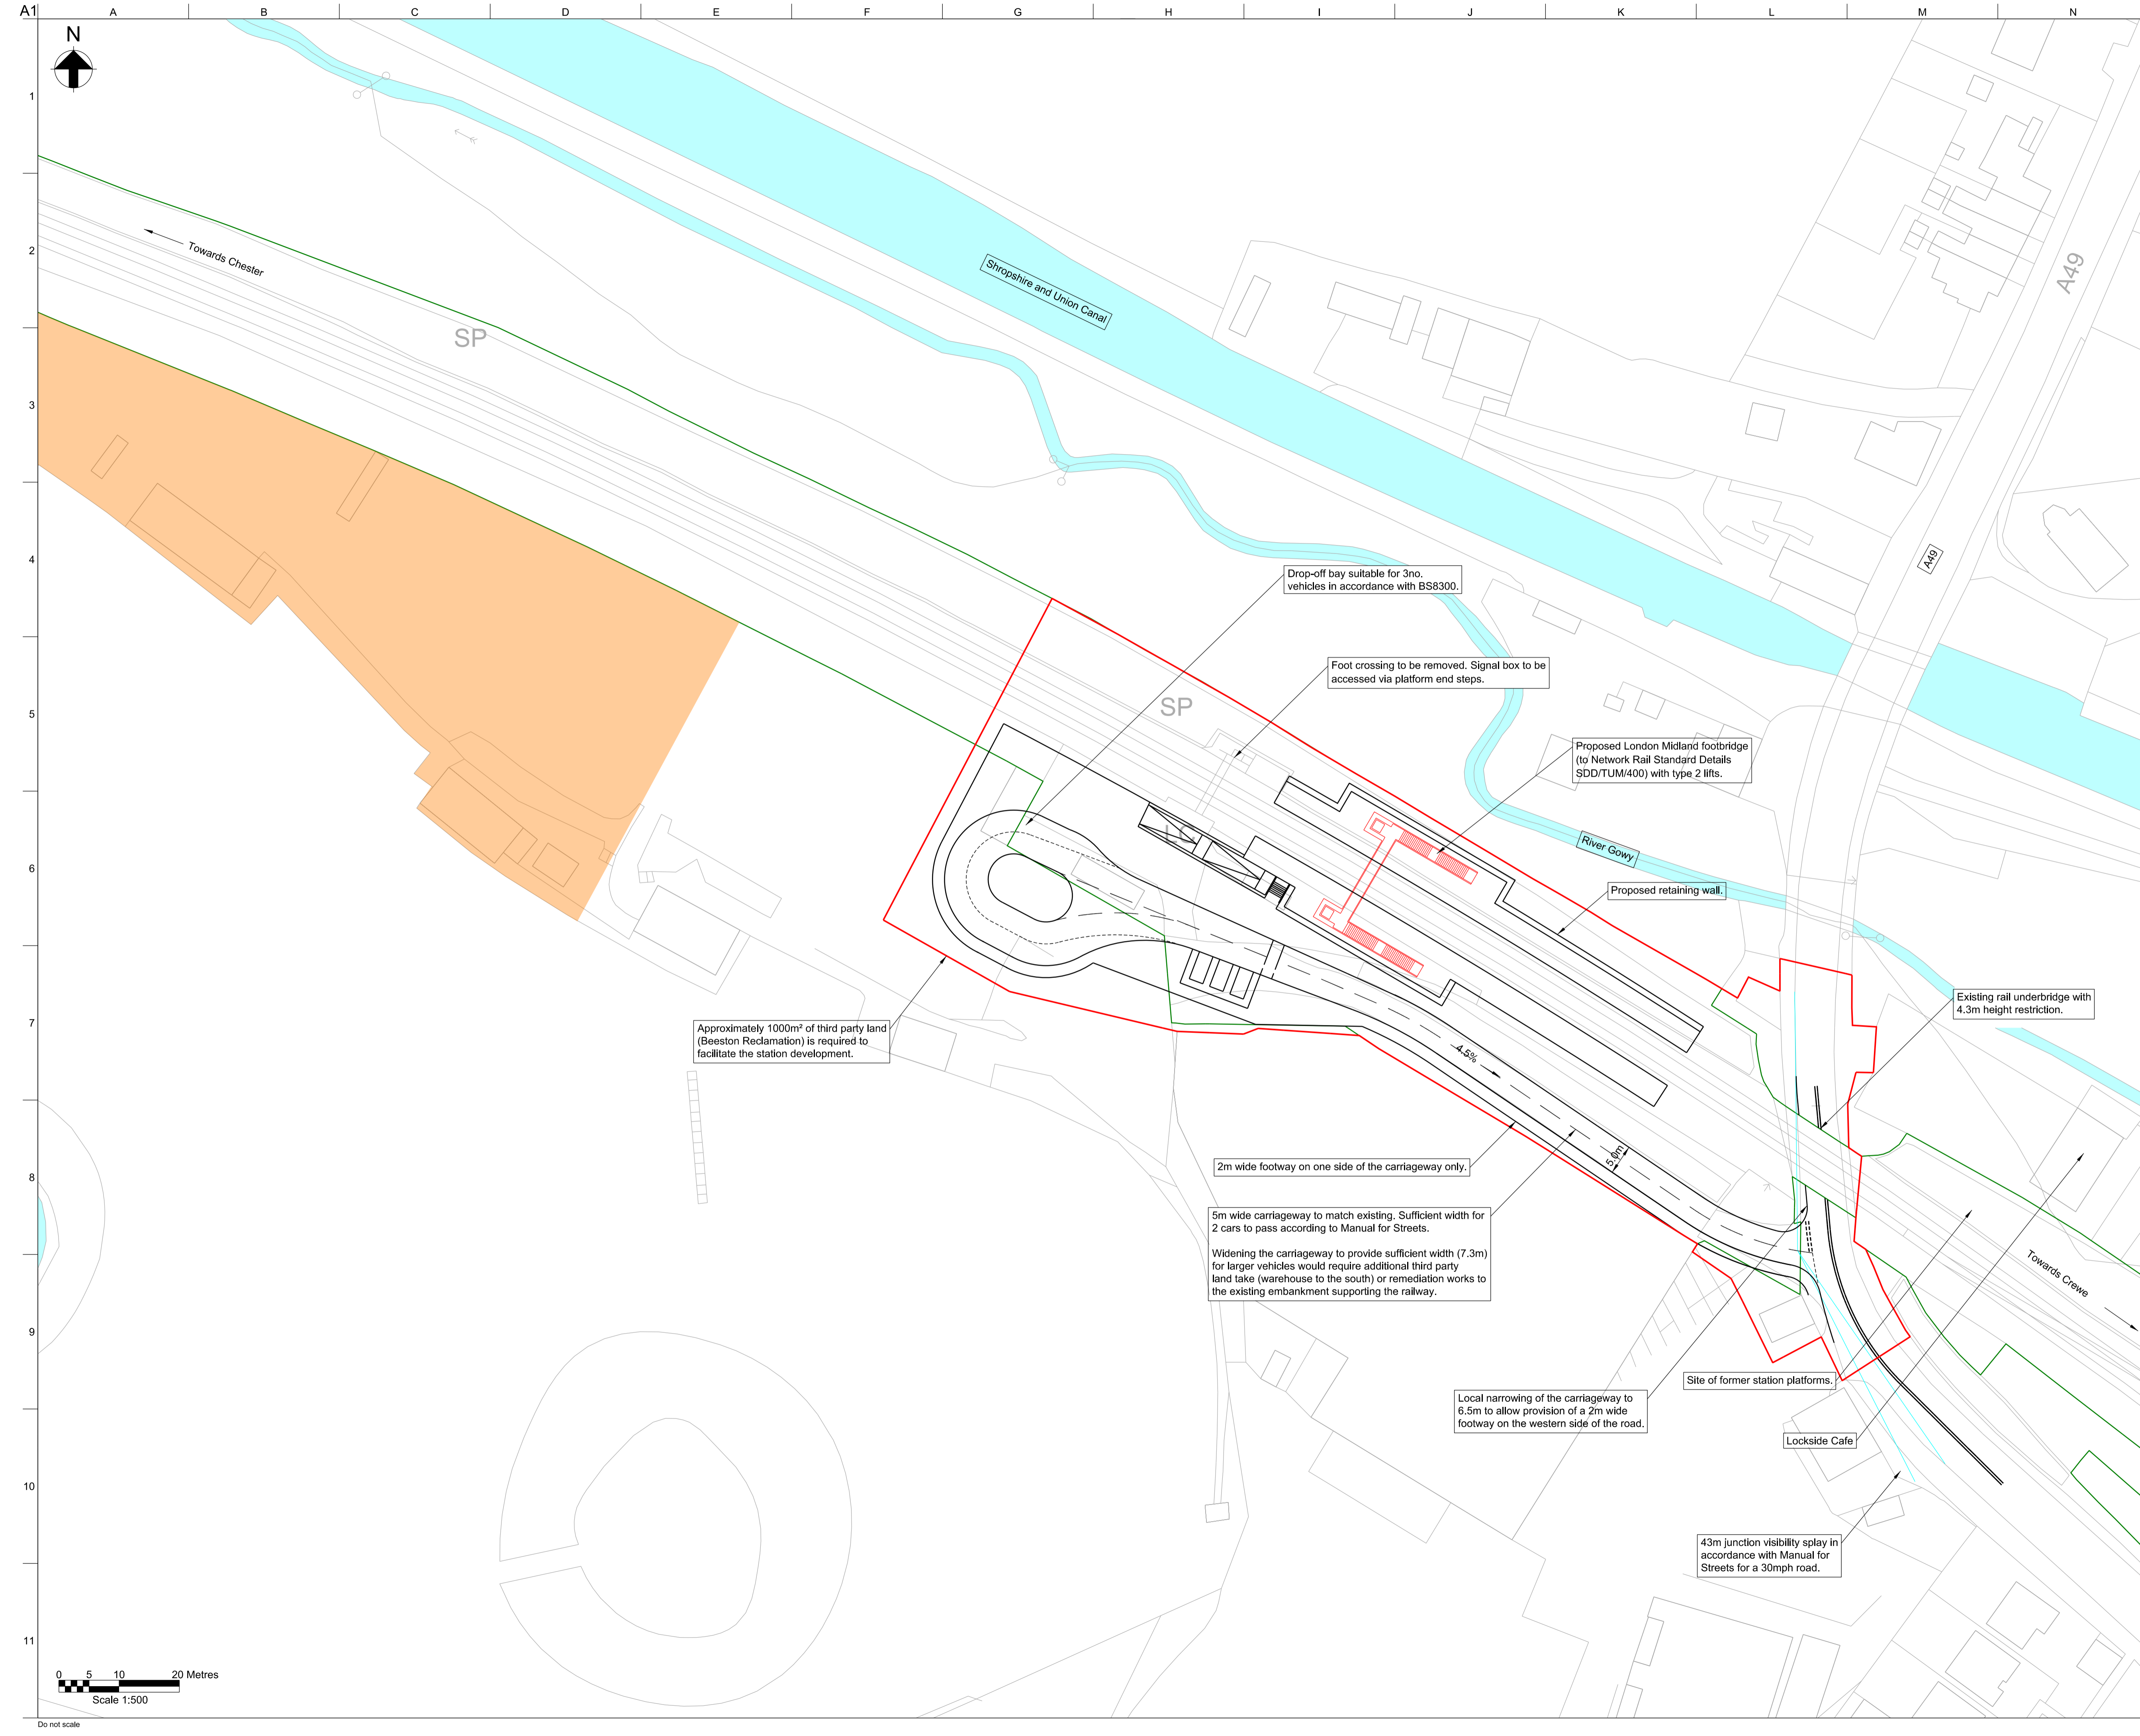 A1
A B C D E F G H I J K L M N
N
1
2
3
4
5
6
7
8
9
10
11
Towards Chester
SP
Shropshire and Union Canal
A49
A49
Drop-off bay suitable for 3no.
vehicles in accordance with BS8300.
Foot crossing to be removed. Signal box to be
accessed via platform end steps.
SP
Proposed London Midland footbridge
(to Network Rail Standard Details
SDD/TUM/400) with type 2 lifts.
River Gowy
Proposed retaining wall.
Existing rail underbridge with
4.3m height restriction.
Approximately 1000m² of third party land
(Beeston Reclamation) is required to
facilitate the station development.
4.5%
5.0m
2m wide footway on one side of the carriageway only.
5m wide carriageway to match existing. Sufficient width for
2 cars to pass according to Manual for Streets.
Widening the carriageway to provide sufficient width (7.3m)
for larger vehicles would require additional third party
land take (warehouse to the south) or remediation works to
the existing embankment supporting the railway.
Towards Crewe
Site of former station platforms.
Local narrowing of the carriageway to
6.5m to allow provision of a 2m wide
footway on the western side of the road.
Lockside Cafe
43m junction visibility splay in
accordance with Manual for
Streets for a 30mph road.
0 5 10 20 Metres
Scale 1:500
Do not scale